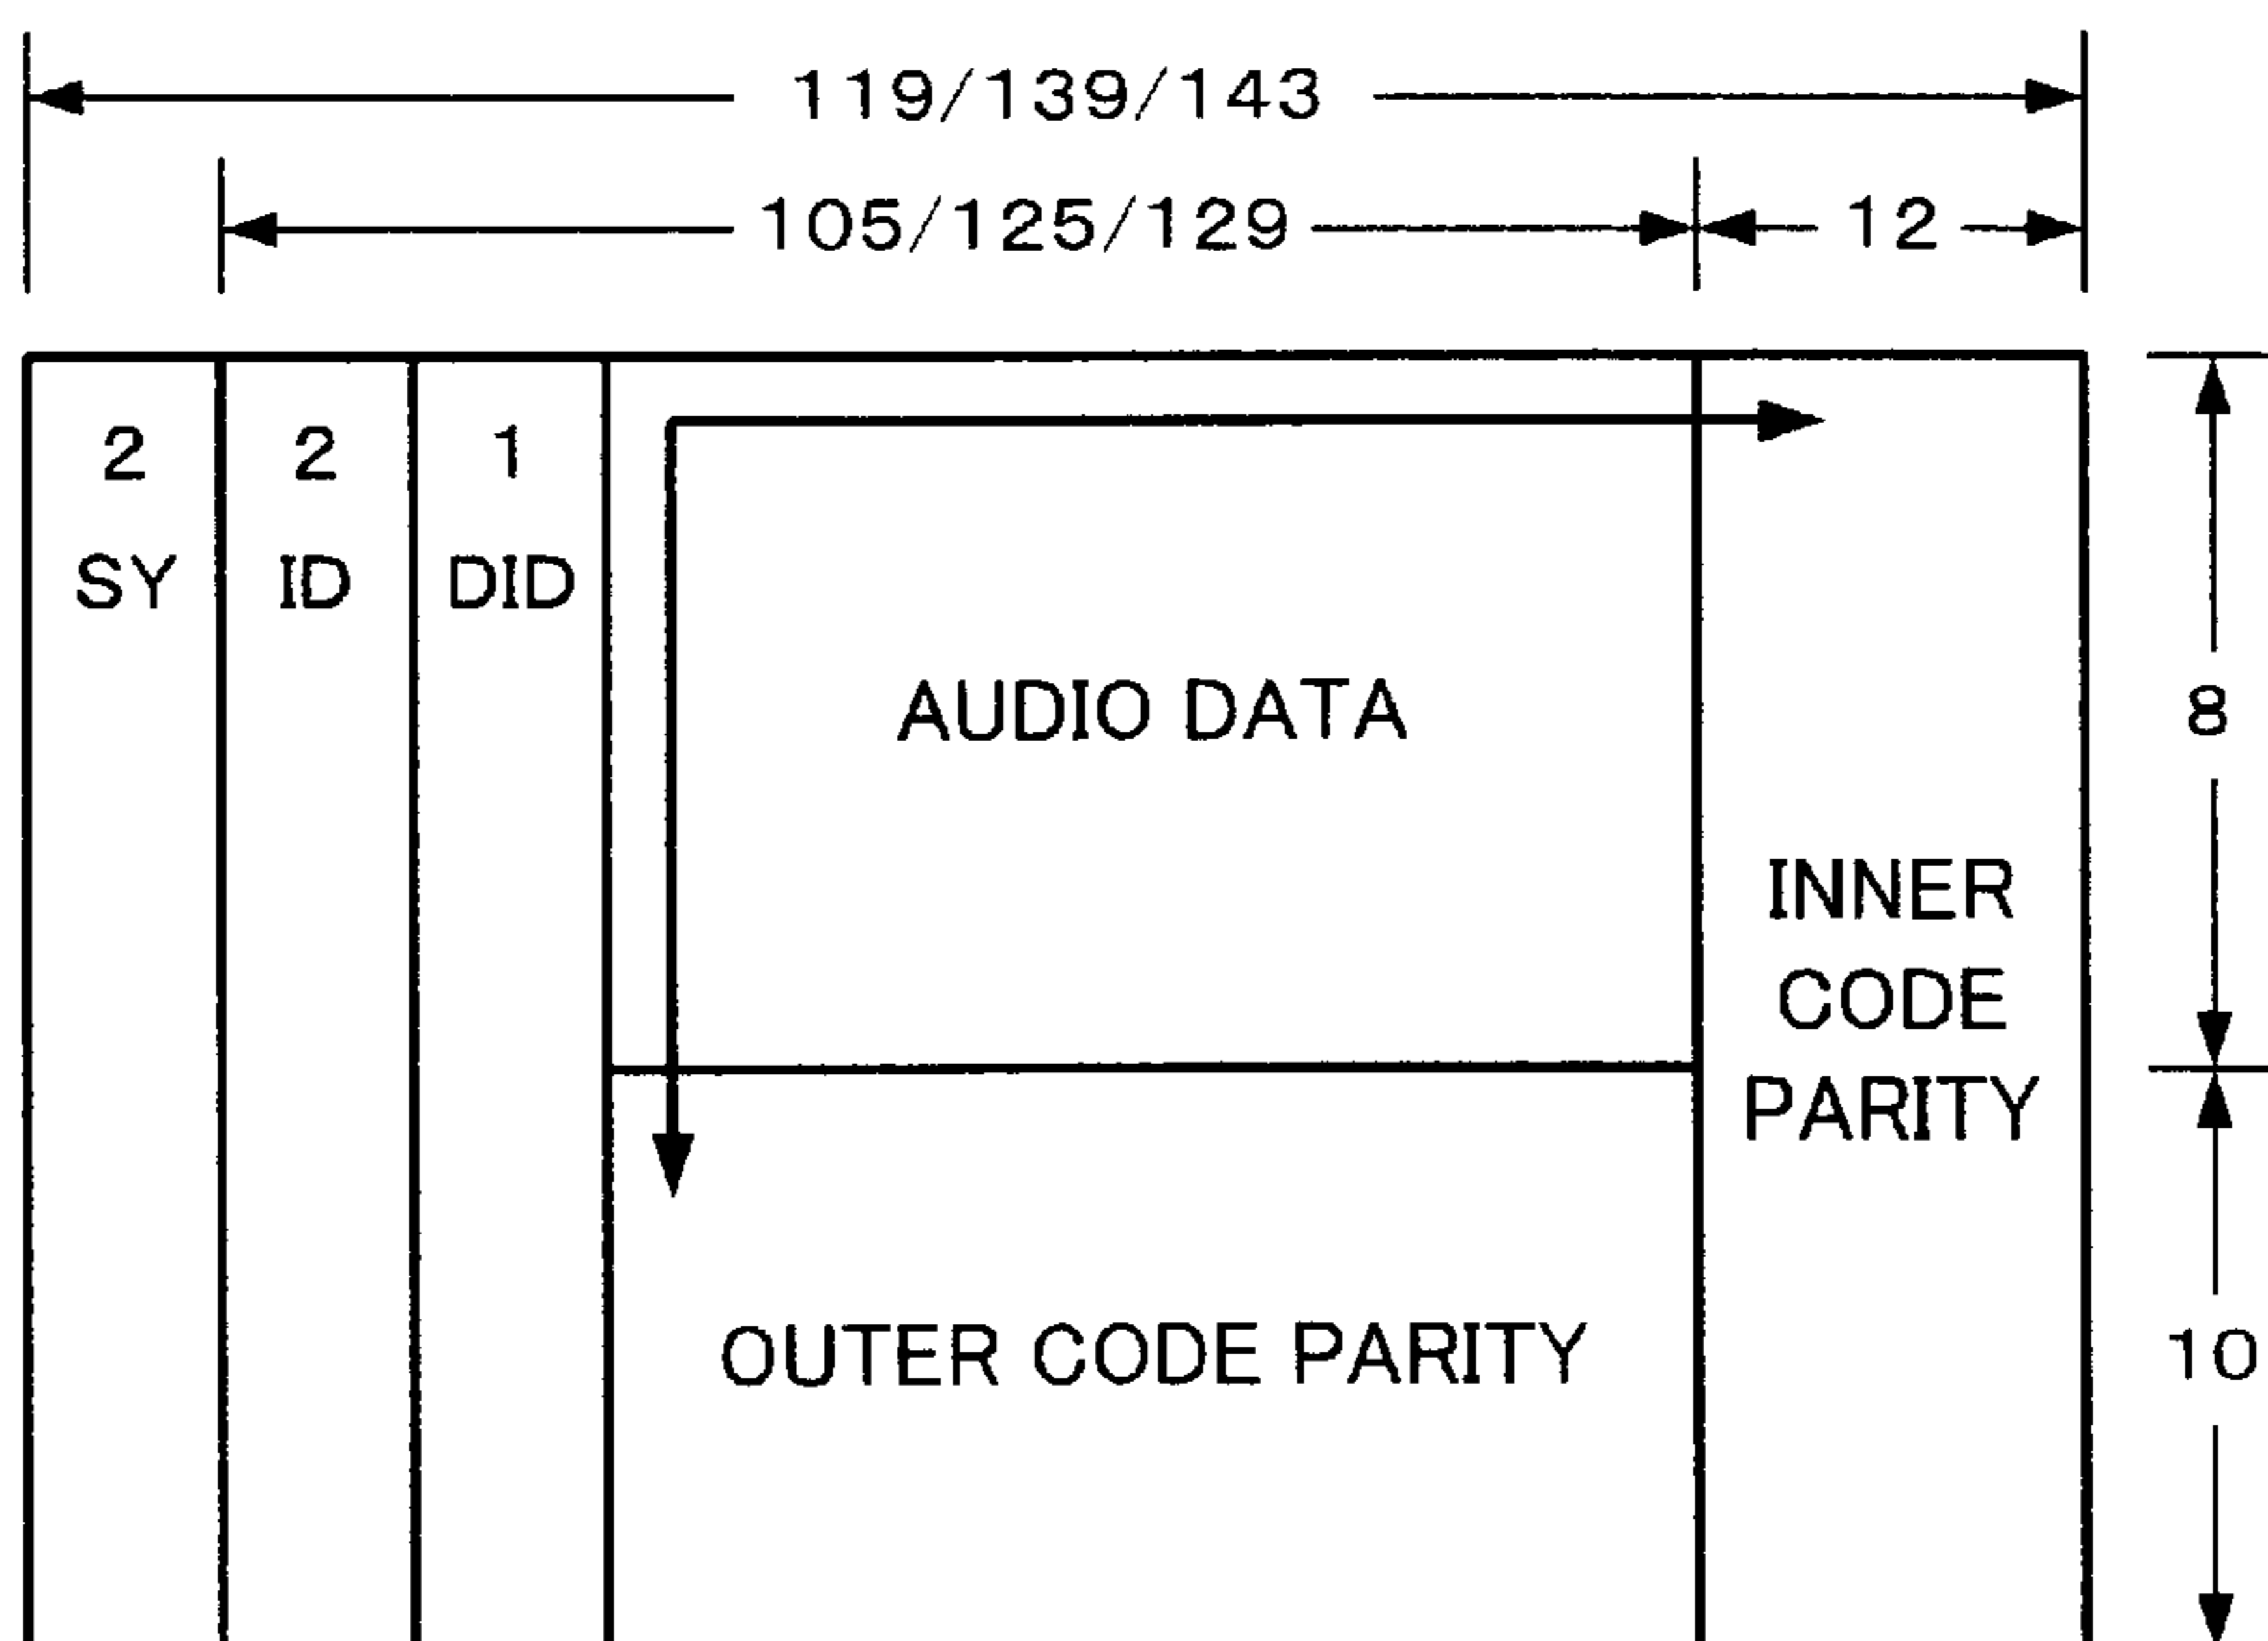 119/139/143
105/125/129
12
2
2
1
SY
ID
DID
AUDIO DATA
8
INNER
CODE
PARITY
OUTER CODE PARITY
10